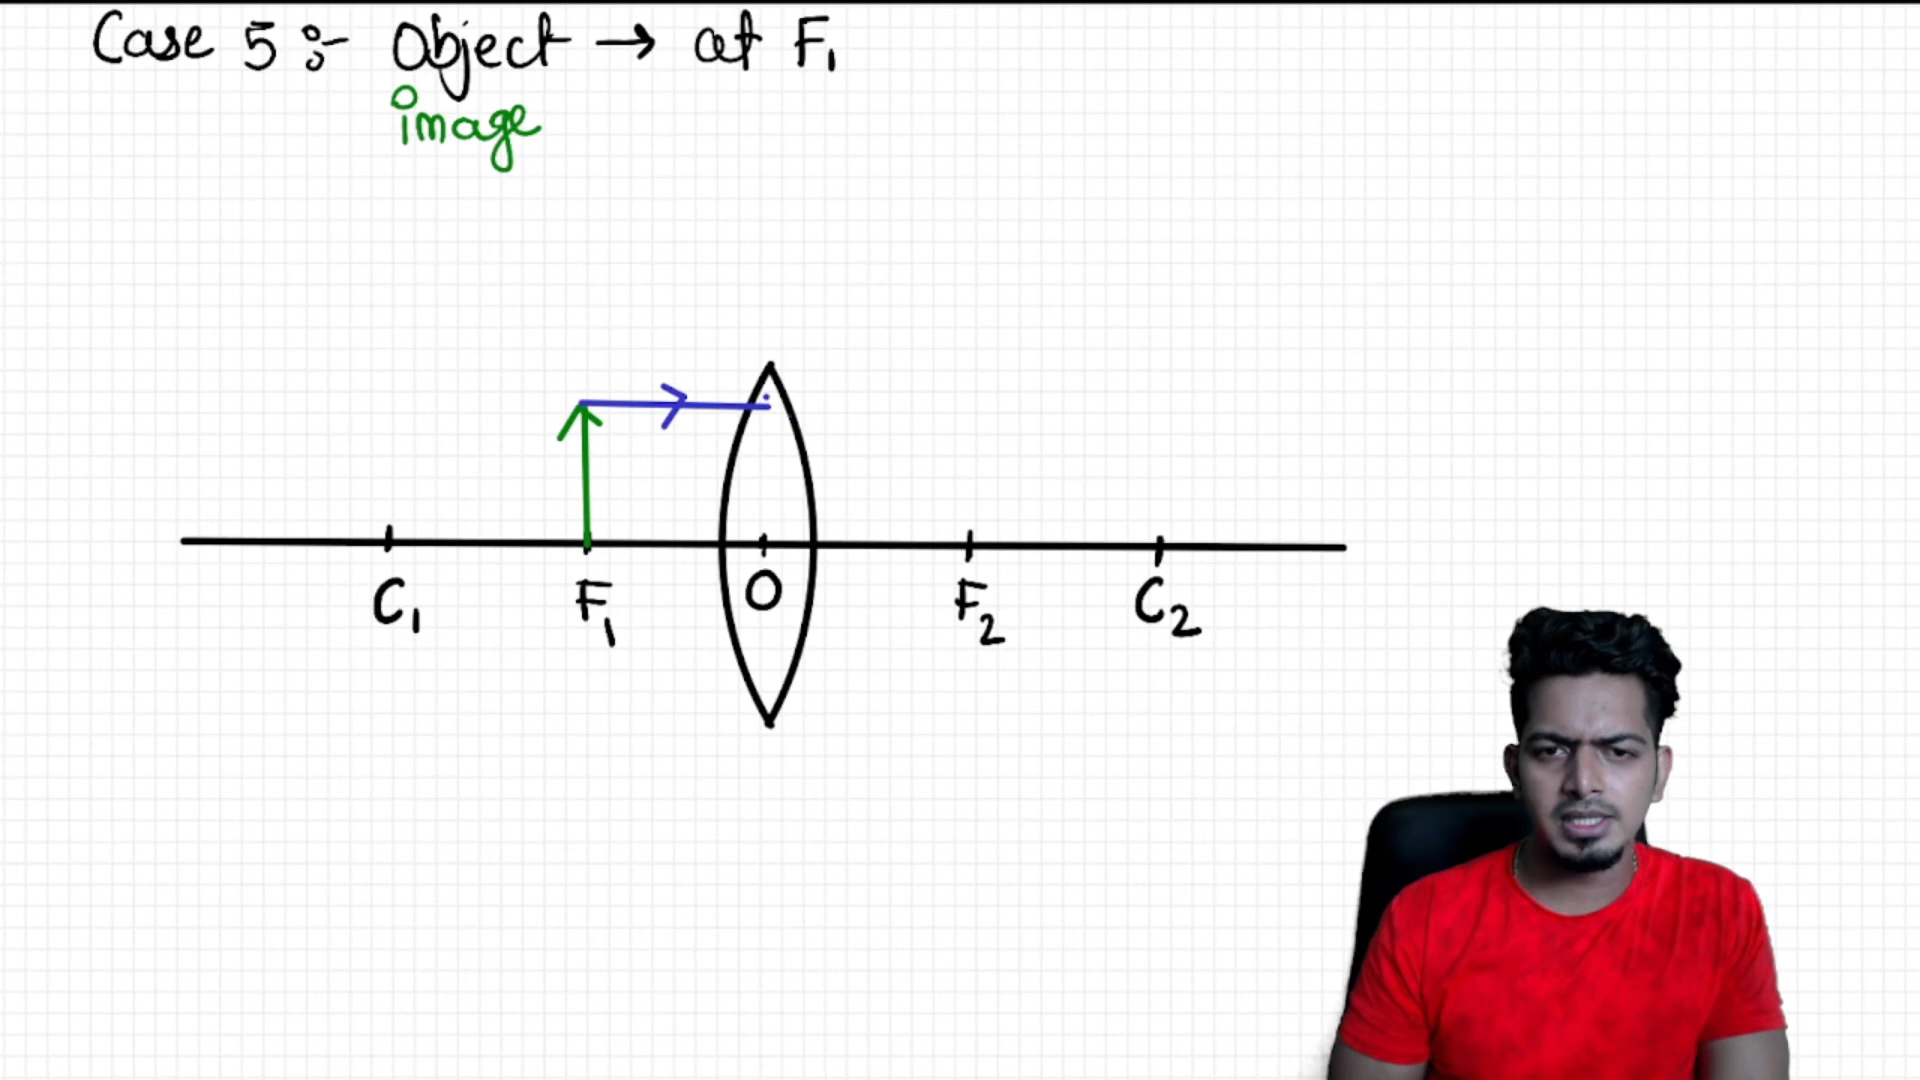 Case 5 :- Object → at F₁
image
C₁ F₁ O F₂ C₂